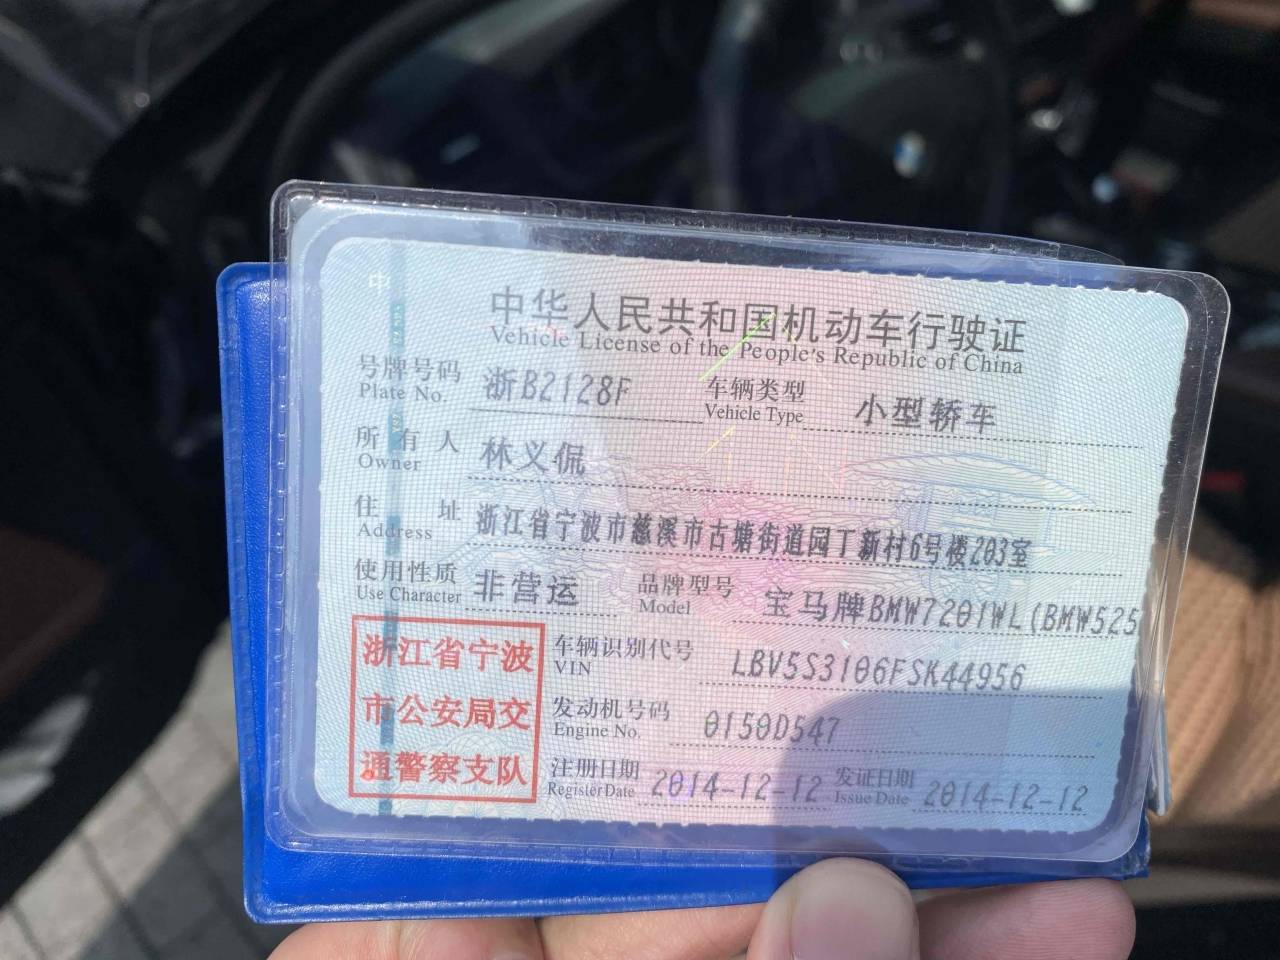 中华人民共和国机动车行驶证
Vehicle License of the People's Republic of China
号牌号码 浙B2128F 车辆类型 小型轿车
Plate No. Vehicle Type
所有人 林义侃
Owner
住址 浙江省宁波市慈溪市古塘街道园丁新村6号楼203室
Address
使用性质 非营运 品牌型号 宝马牌BMW7201WL(BMW525
Use Character Model
浙江省宁波
市公安局交
通警察支队
车辆识别代号 LBV5S3106FSK44956
VIN
发动机号码 0150D547
Engine No.
注册日期 2014-12-12 发证日期 2014-12-12
Register Date Issue Date